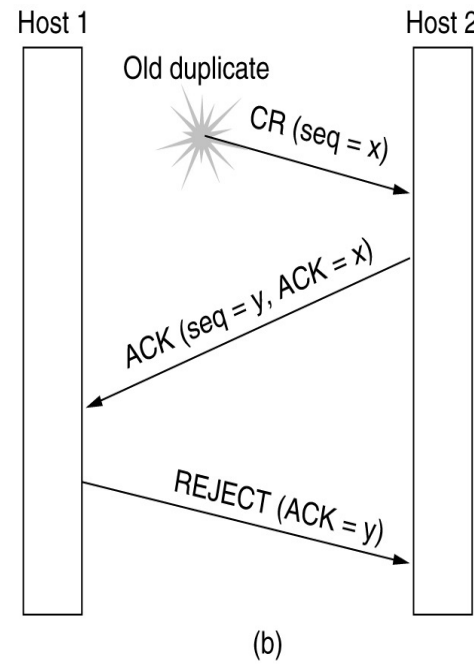 Host 1
Host 2
Old duplicate
CR (seq = x)
ACK (seq = y, ACK = x)
REJECT (ACK = y)
(b)